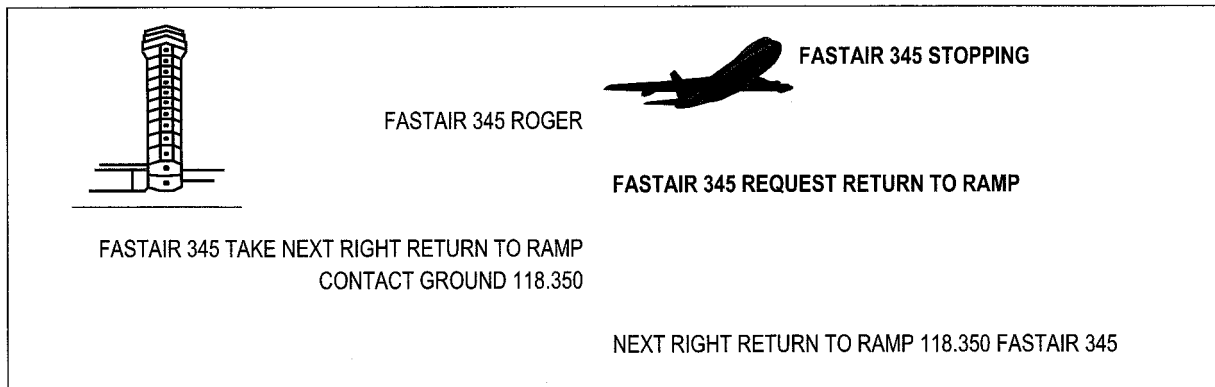 FASTAIR 345 STOPPING
FASTAIR 345 ROGER
FASTAIR 345 REQUEST RETURN TO RAMP
FASTAIR 345 TAKE NEXT RIGHT RETURN TO RAMP
CONTACT GROUND 118.350
NEXT RIGHT RETURN TO RAMP 118.350 FASTAIR 345